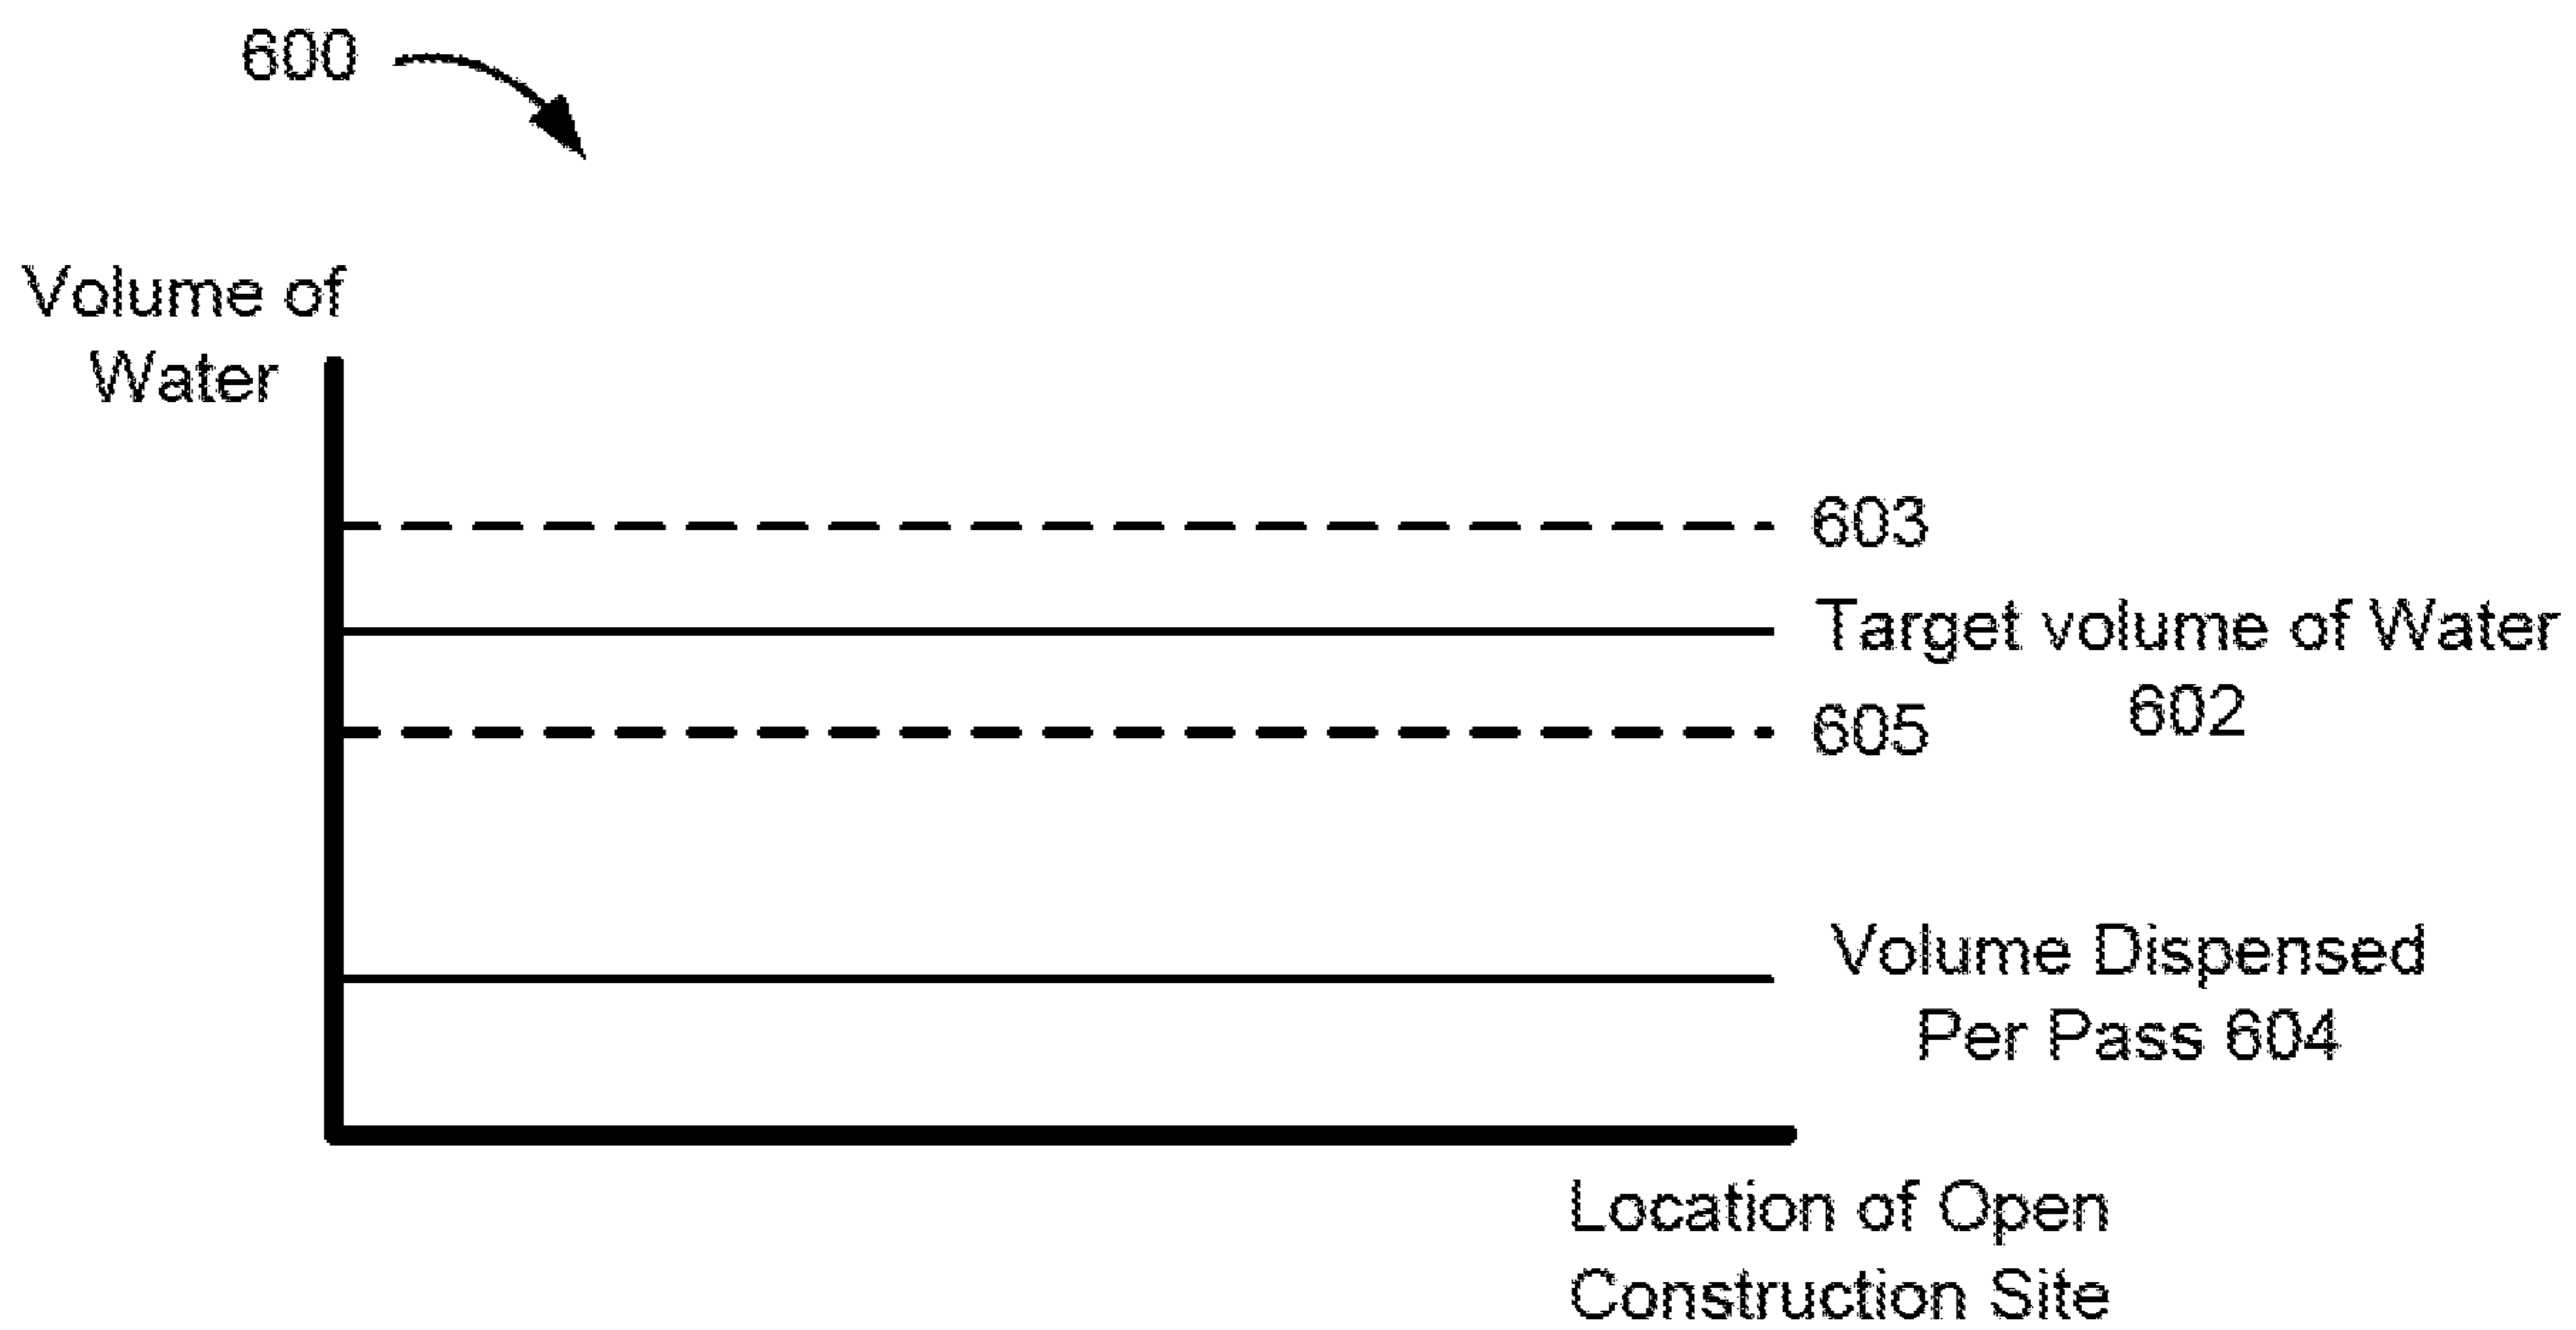 600
Volume of
Water
603
Target volume of Water
602
605
Volume Dispensed
Per Pass 604
Location of Open
Construction Site